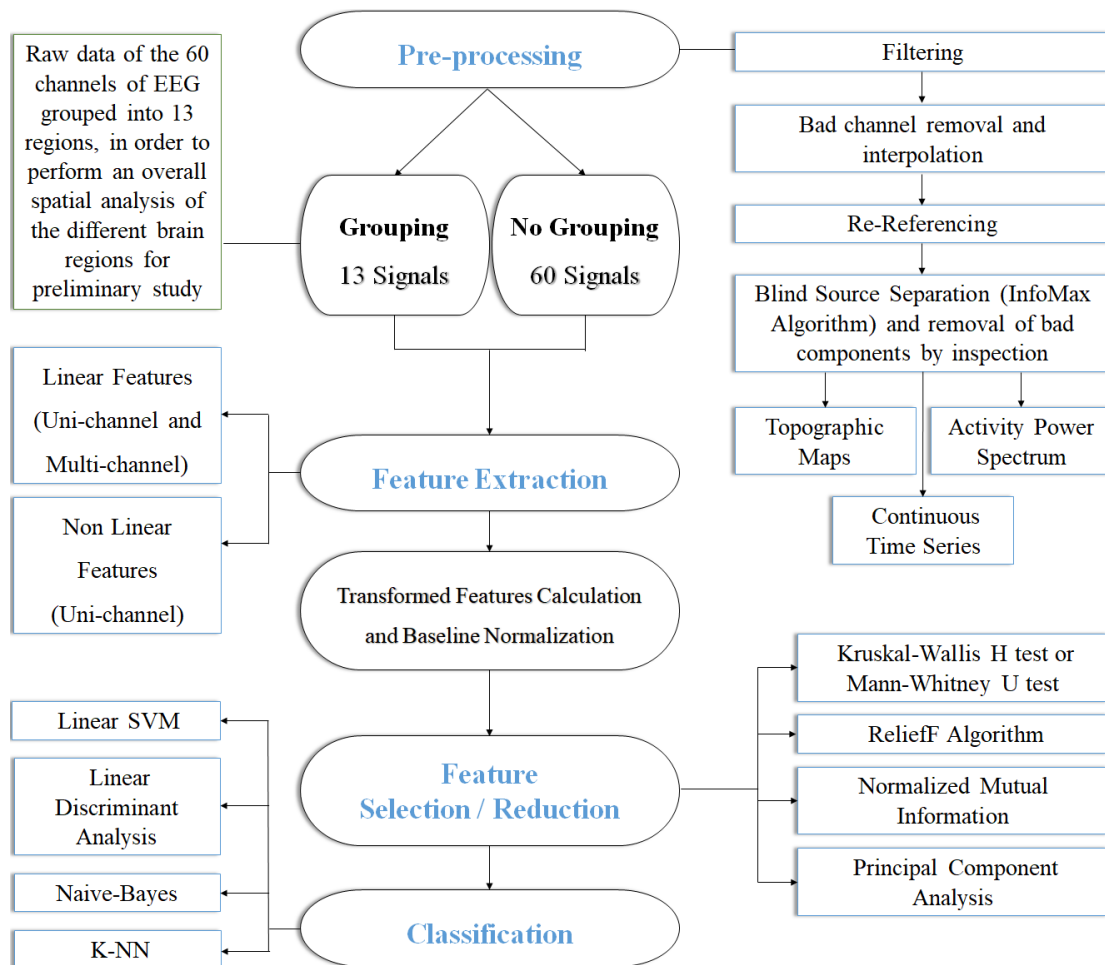 Raw data of the 60
channels of EEG
grouped into 13
regions, in order to
perform an overall
spatial analysis of
the different brain
regions for
preliminary study
Pre-processing
Filtering
Bad channel removal and
interpolation
Re-Referencing
Blind Source Separation (InfoMax
Algorithm) and removal of bad
components by inspection
Topographic
Maps
Activity Power
Spectrum
Continuous
Time Series
Grouping
13 Signals
No Grouping
60 Signals
Linear Features
(Uni-channel and
Multi-channel)
Non Linear
Features
(Uni-channel)
Feature Extraction
Transformed Features Calculation
and Baseline Normalization
Feature
Selection / Reduction
Kruskal-Wallis H test or
Mann-Whitney U test
ReliefF Algorithm
Normalized Mutual
Information
Principal Component
Analysis
Linear SVM
Linear
Discriminant
Analysis
Naive-Bayes
K-NN
Classification